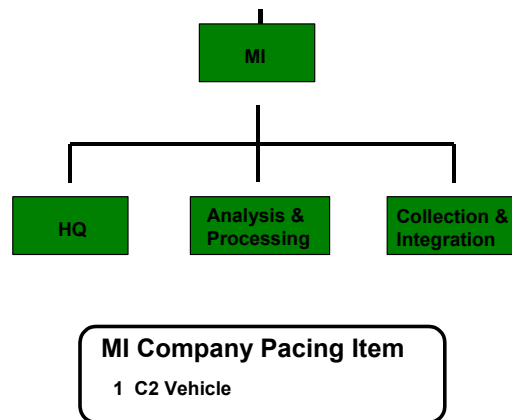 MI
HQ
Analysis &
Processing
Collection &
Integration
MI Company Pacing Item
1 C2 Vehicle